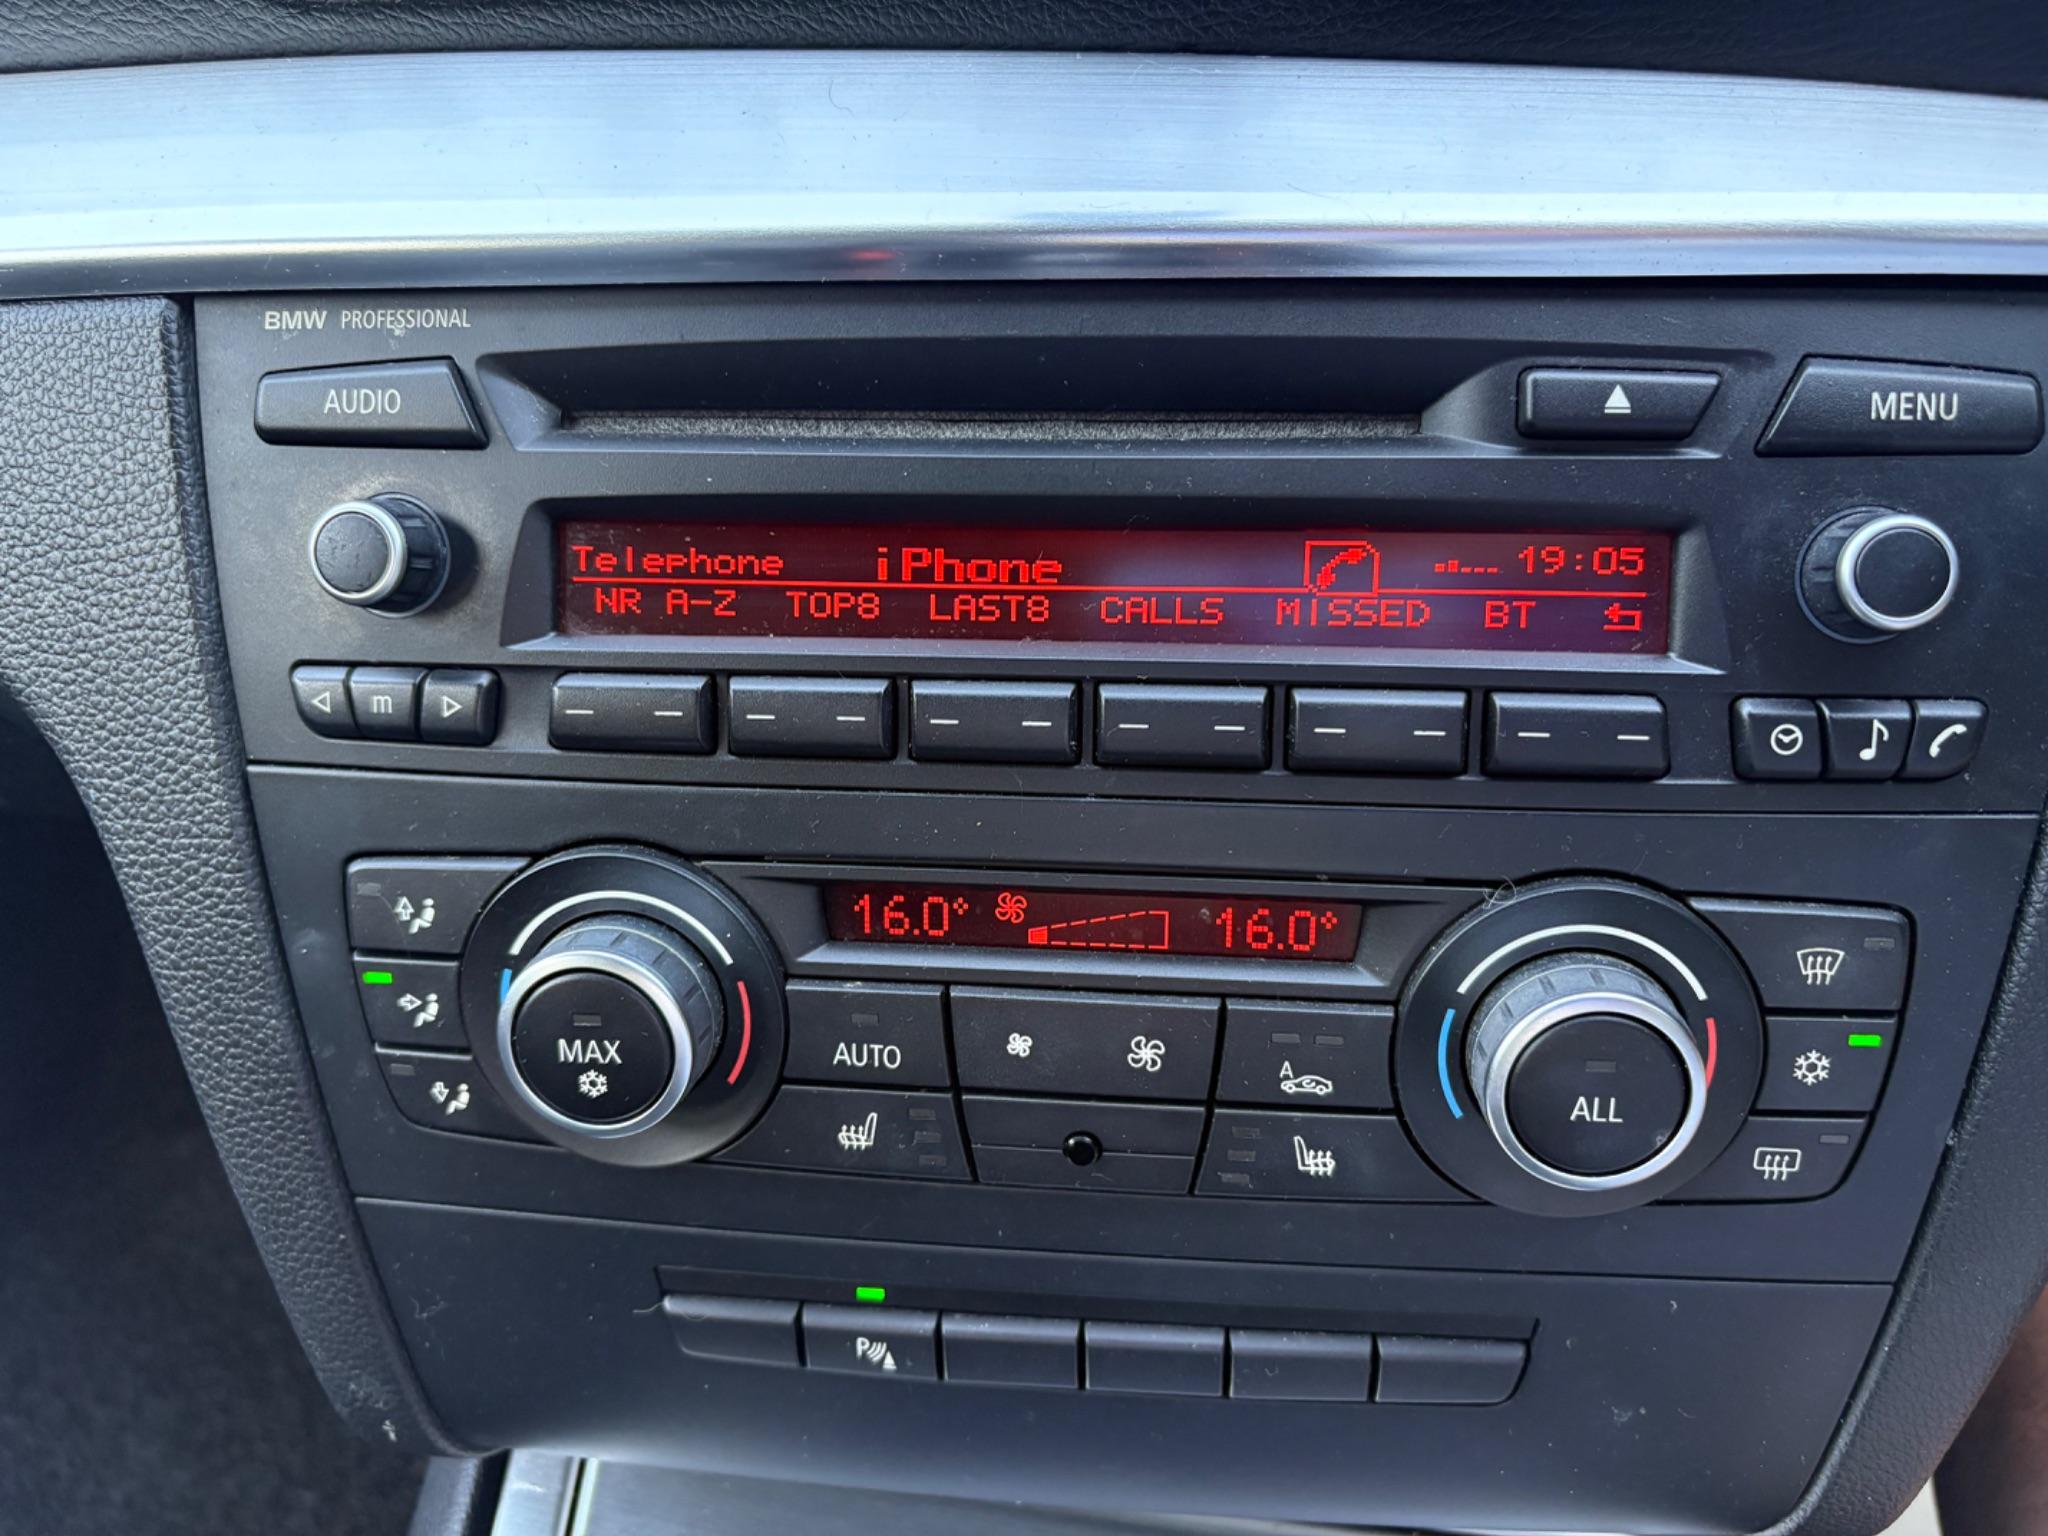 BMW PROFESSIONAL
AUDIO
MENU
Telephone iPhone 19:05
NR A-Z TOP8 LAST8 CALLS MISSED BT
m
16.0° 16.0°
MAX
AUTO
A
ALL
P